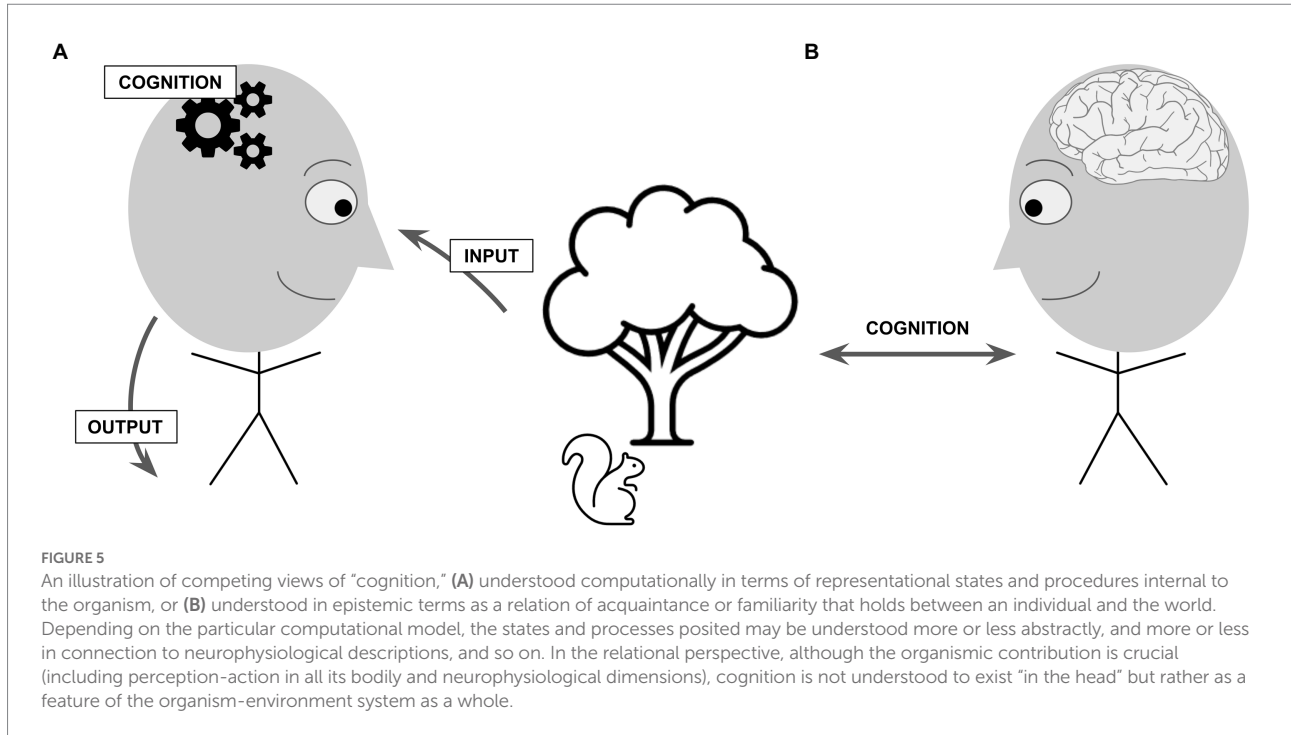 A
B
COGNITION
INPUT
COGNITION
OUTPUT
FIGURE 5
An illustration of competing views of “cognition,” (A) understood computationally in terms of representational states and procedures internal to
the organism, or (B) understood in epistemic terms as a relation of acquaintance or familiarity that holds between an individual and the world.
Depending on the particular computational model, the states and processes posited may be understood more or less abstractly, and more or less
in connection to neurophysiological descriptions, and so on. In the relational perspective, although the organismic contribution is crucial
(including perception-action in all its bodily and neurophysiological dimensions), cognition is not understood to exist “in the head” but rather as a
feature of the organism-environment system as a whole.